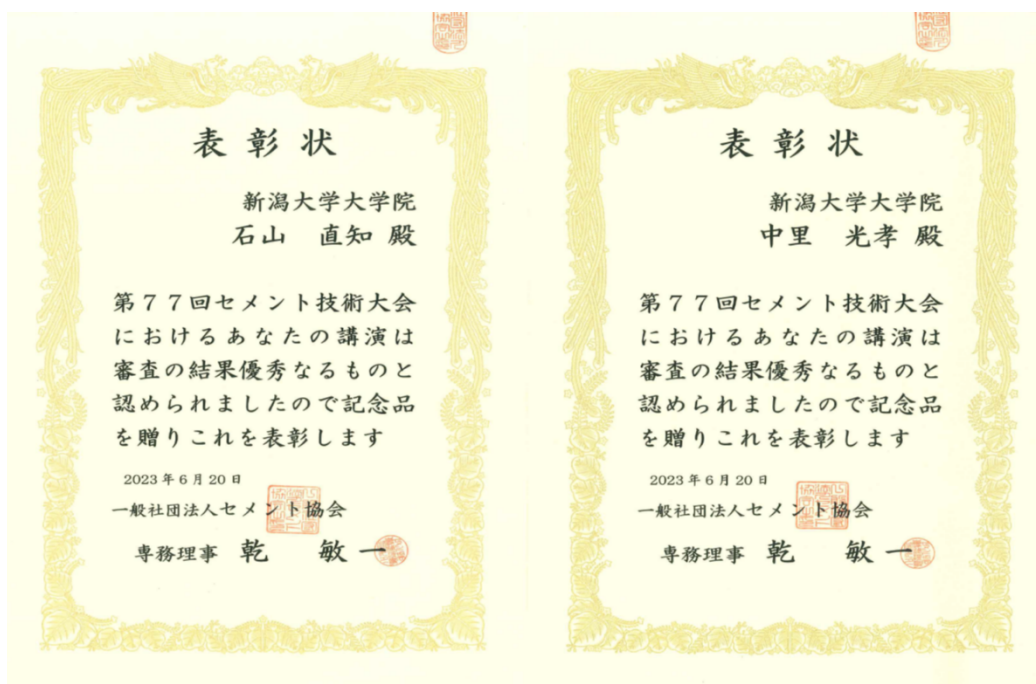 表彰状
新潟大学大学院
石山 直知 殿
第77回セメント技術大会
におけるあなたの講演は
審査の結果優秀なるものと
認められましたので記念品
を贈りこれを表彰します
2023年6月20日
一般社団法人セメント協会
専務理事 乾 敏一
表彰状
新潟大学大学院
中里 光孝 殿
第77回セメント技術大会
におけるあなたの講演は
審査の結果優秀なるものと
認められましたので記念品
を贈りこれを表彰します
2023年6月20日
一般社団法人セメント協会
専務理事 乾 敏一